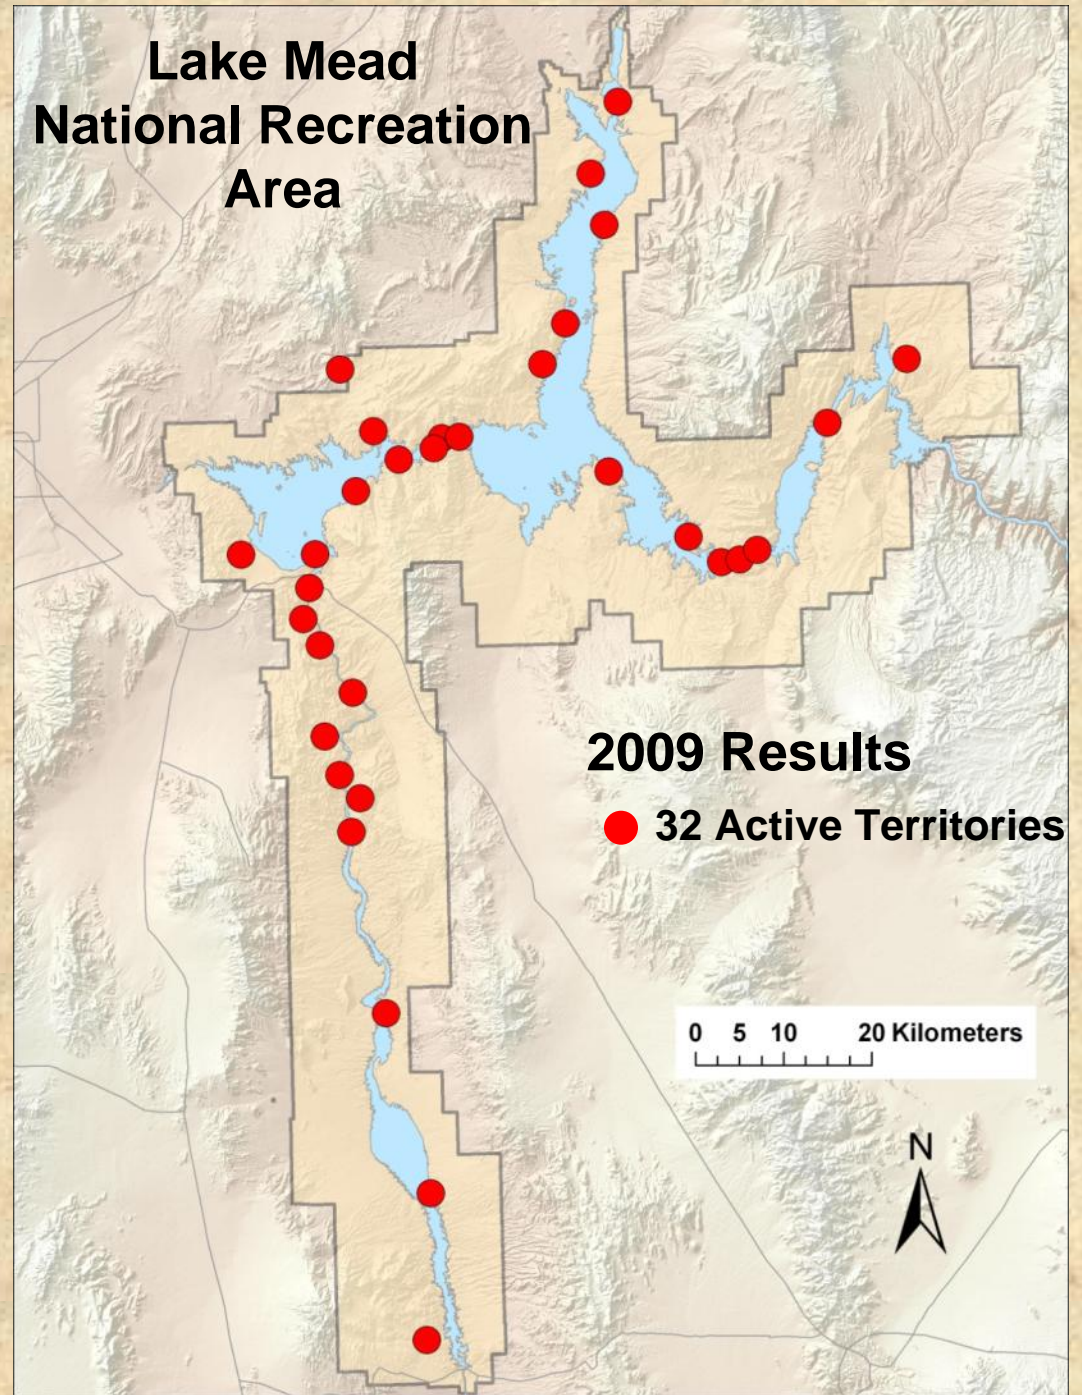 Lake Mead
National Recreation
Area
2009 Results
32 Active Territories
0 5 10 20 Kilometers
N